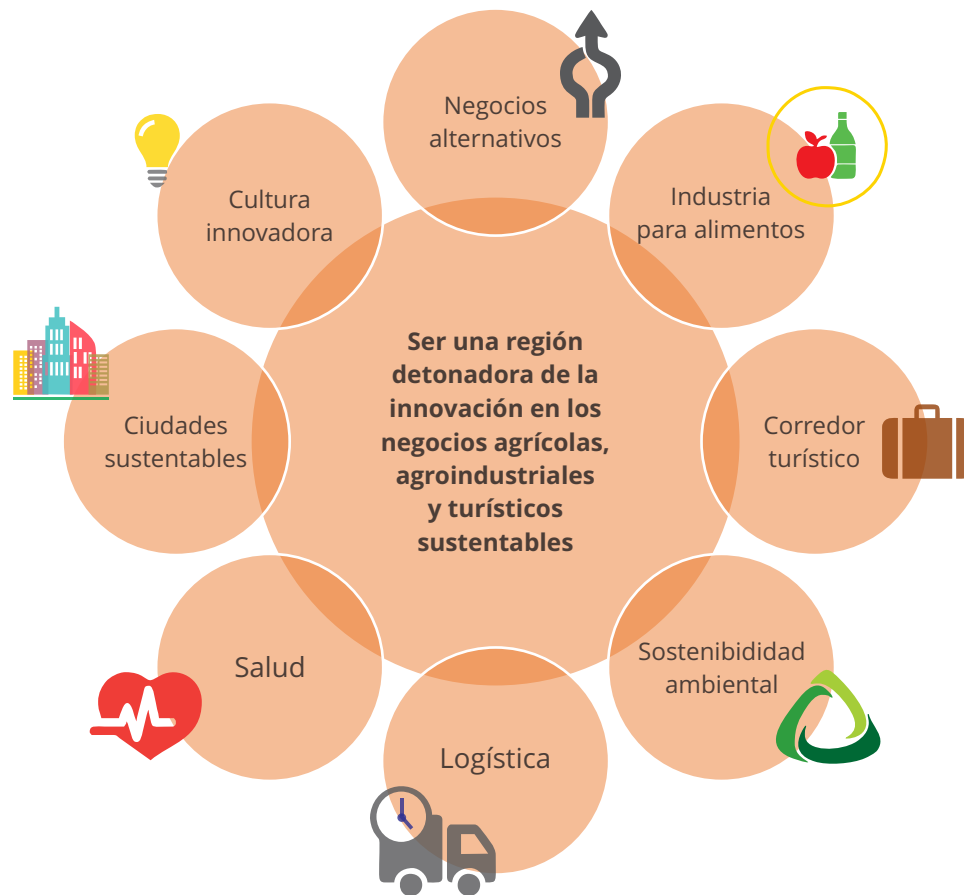 Negocios
alternativos
Industria
para alimentos
Cultura
innovadora
Ser una región
detonadora de la
innovación en los
negocios agrícolas,
agroindustriales
y turísticos
sustentables
Ciudades
sustentables
Corredor
turístico
Salud
Sostenibididad
ambiental
Logística